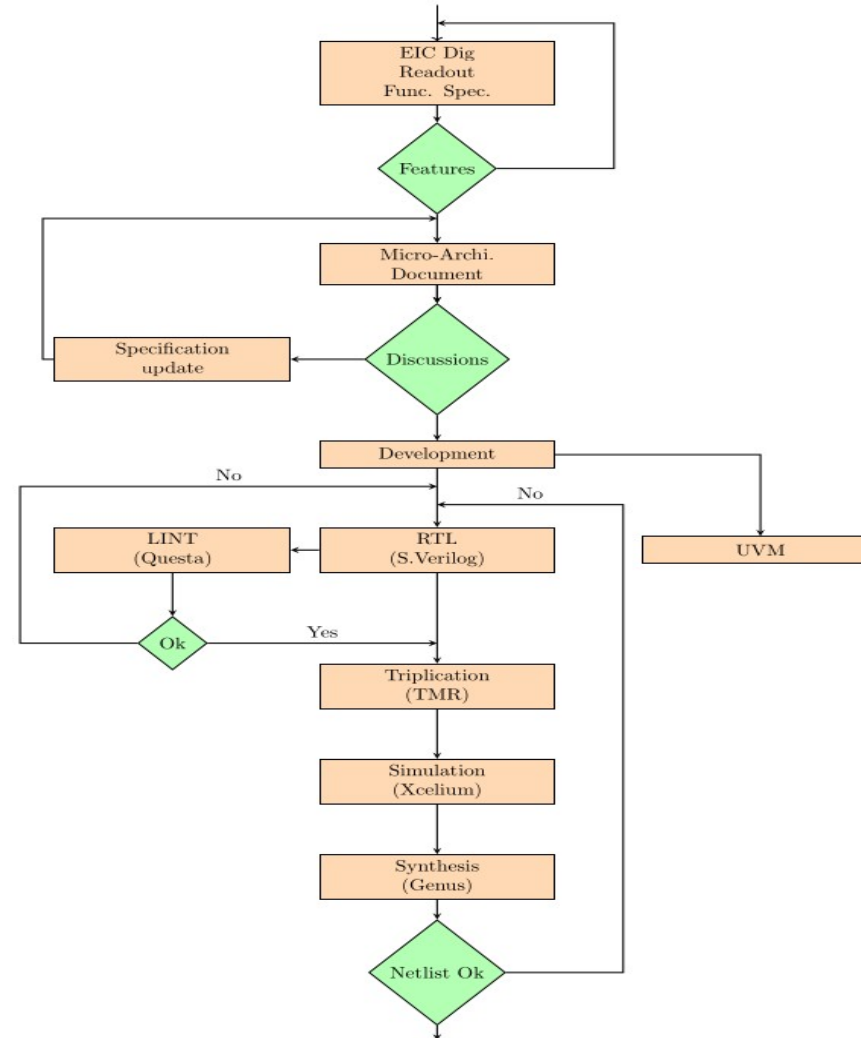 EIC Dig
Readout
Func. Spec.
Features
Micro-Archi.
Document
Specification
update
Discussions
Development
No
No
LINT
(Questa)
RTL
(S.Verilog)
UVM
Ok
Yes
Triplication
(TMR)
Simulation
(Xcelium)
Synthesis
(Genus)
Netlist Ok